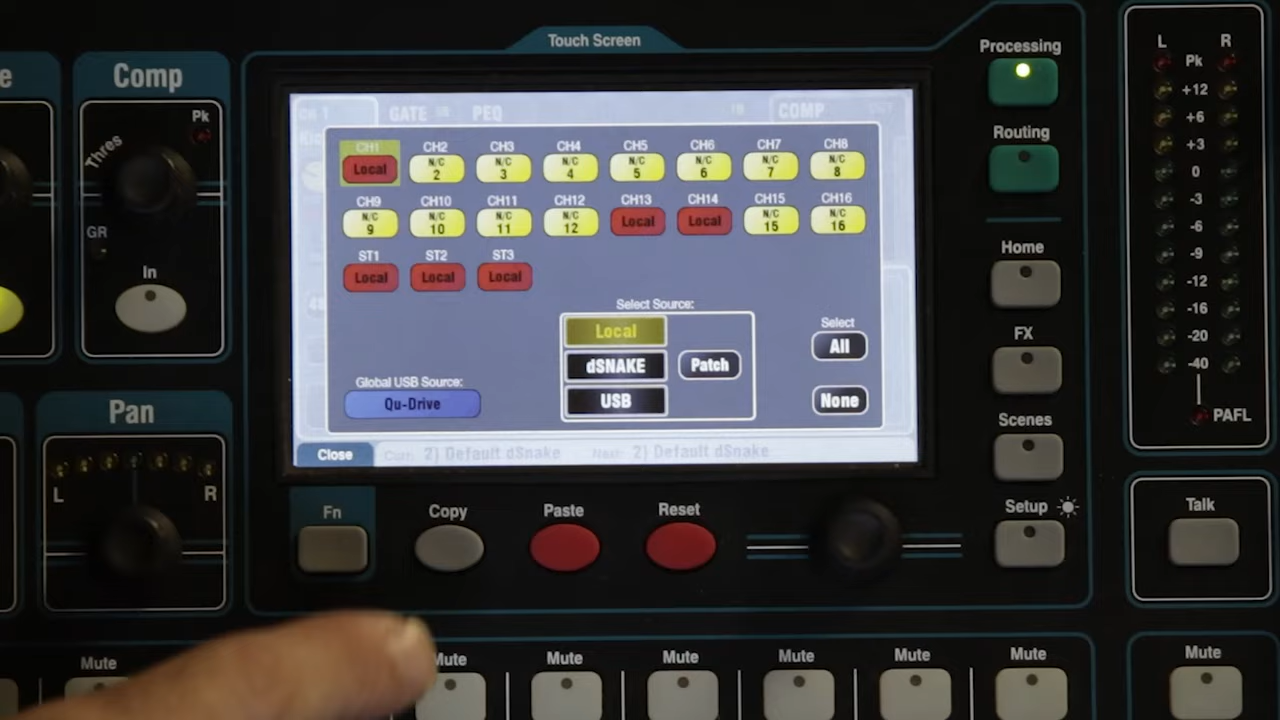 Touch Screen
Processing
L R
Pk
+12
+6
+3
0
-3
-6
-9
-12
-16
-20
-40
PAFL
e
Comp
Thres
Pk
GR
In
Pan
L R
CH 1 GATE PEQ COMP
CH1 CH2 CH3 CH4 CH5 CH6 CH7 CH8
Local N/C 2 N/C 3 N/C 4 N/C 5 N/C 6 N/C 7 N/C 8
CH9 CH10 CH11 CH12 CH13 CH14 CH15 CH16
N/C 9 N/C 10 N/C 11 N/C 12 Local Local N/C 15 N/C 16
ST1 ST2 ST3
Local Local Local
Select Source:
Local
dSNAKE Patch
USB
Select
All
None
Global USB Source:
Qu-Drive
Close Curr: 2) Default dSnake Next: 2) Default dSnake
Routing
Home
FX
Scenes
Setup
Fn Copy Paste Reset
Talk
Mute Mute Mute Mute Mute Mute Mute Mute